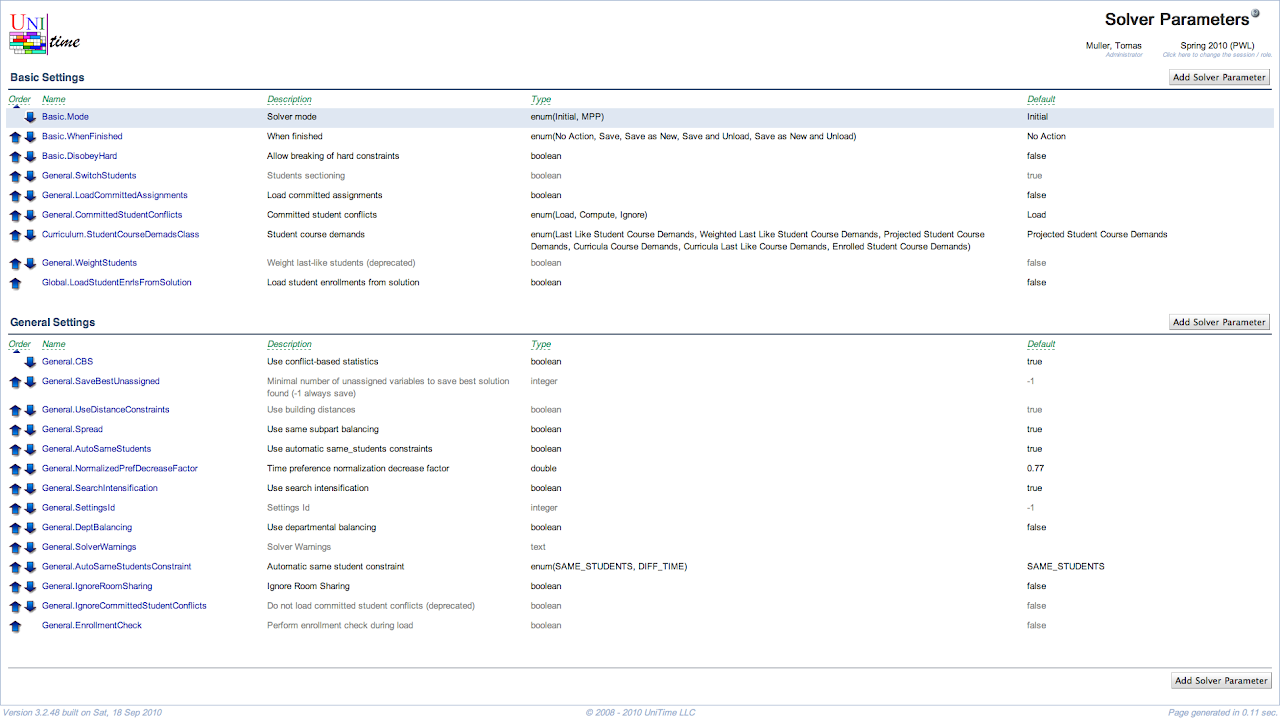 UNI
time
Solver Parameters
Muller, Tomas Spring 2010 (PWL)
Administrator Click here to change the session / role.
Basic Settings Add Solver Parameter
Order Name Description Type Default
Basic.Mode Solver mode enum(Initial, MPP) Initial
Basic.WhenFinished When finished enum(No Action, Save, Save as New, Save and Unload, Save as New and Unload) No Action
Basic.DisobeyHard Allow breaking of hard constraints boolean false
General.SwitchStudents Students sectioning boolean true
General.LoadCommittedAssignments Load committed assignments boolean false
General.CommittedStudentConflicts Committed student conflicts enum(Load, Compute, Ignore) Load
Curriculum.StudentCourseDemadsClass Student course demands enum(Last Like Student Course Demands, Weighted Last Like Student Course Demands, Projected Student Course Projected Student Course Demands
Demands, Curricula Course Demands, Curricula Last Like Course Demands, Enrolled Student Course Demands)
General.WeightStudents Weight last-like students (deprecated) boolean false
Global.LoadStudentEnrlsFromSolution Load student enrollments from solution boolean false
General Settings Add Solver Parameter
Order Name Description Type Default
General.CBS Use conflict-based statistics boolean true
General.SaveBestUnassigned Minimal number of unassigned variables to save best solution integer -1
found (-1 always save)
General.UseDistanceConstraints Use building distances boolean true
General.Spread Use same subpart balancing boolean true
General.AutoSameStudents Use automatic same_students constraints boolean true
General.NormalizedPrefDecreaseFactor Time preference normalization decrease factor double 0.77
General.SearchIntensification Use search intensification boolean true
General.SettingsId Settings Id integer -1
General.DeptBalancing Use departmental balancing boolean false
General.SolverWarnings Solver Warnings text
General.AutoSameStudentsConstraint Automatic same student constraint enum(SAME_STUDENTS, DIFF_TIME) SAME_STUDENTS
General.IgnoreRoomSharing Ignore Room Sharing boolean false
General.IgnoreCommittedStudentConflicts Do not load committed student conflicts (deprecated) boolean false
General.EnrollmentCheck Perform enrollment check during load boolean false
Add Solver Parameter
Version 3.2.48 built on Sat, 18 Sep 2010 © 2008 - 2010 UniTime LLC Page generated in 0.11 sec.